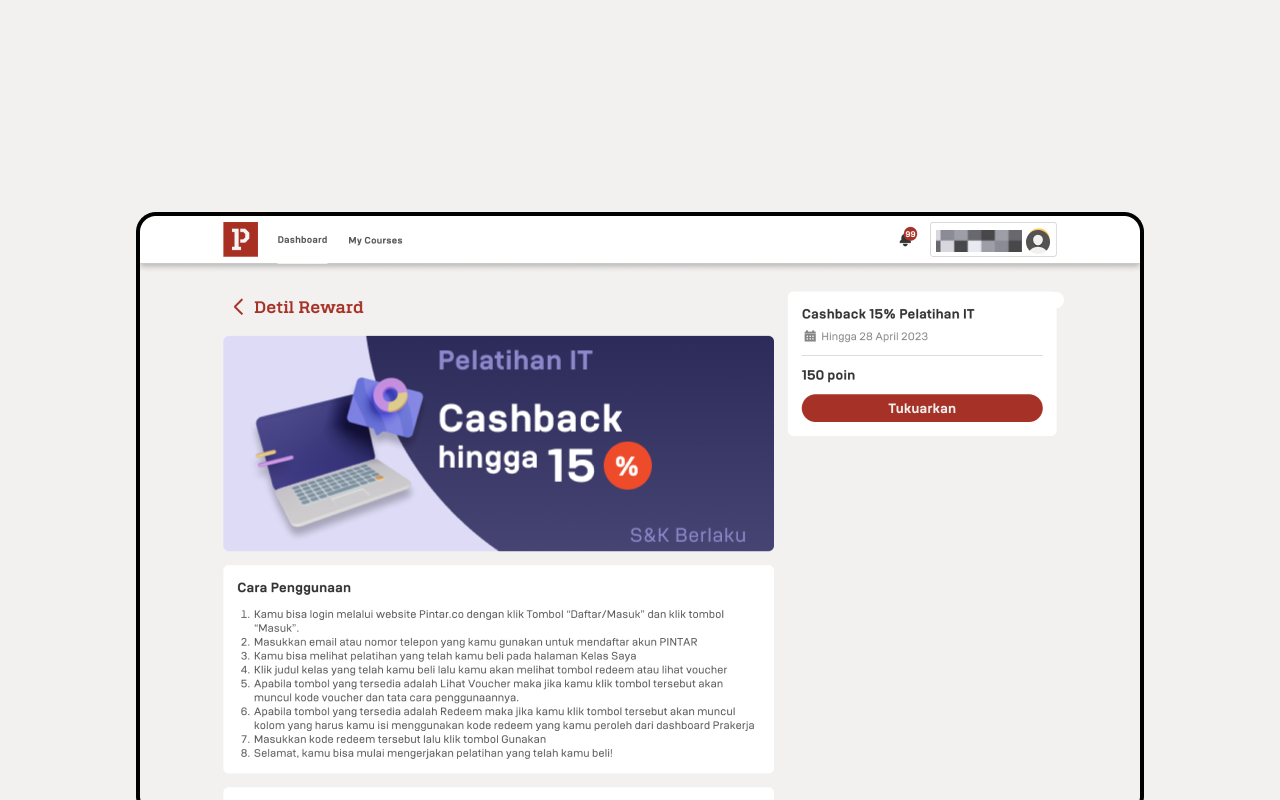 P
Dashboard
My Courses
99
Detil Reward
Pelatihan IT
Cashback
hingga 15 %
S&K Berlaku
Cashback 15% Pelatihan IT
Hingga 28 April 2023
150 poin
Tukuarkan
Cara Penggunaan
1. Kamu bisa login melalui website Pintar.co dengan klik Tombol “Daftar/Masuk” dan klik tombol
“Masuk”.
2. Masukkan email atau nomor telepon yang kamu gunakan untuk mendaftar akun PINTAR
3. Kamu bisa melihat pelatihan yang telah kamu beli pada halaman Kelas Saya
4. Klik judul kelas yang telah kamu beli lalu kamu akan melihat tombol redeem atau lihat voucher
5. Apabila tombol yang tersedia adalah Lihat Voucher maka jika kamu klik tombol tersebut akan
muncul kode voucher dan tata cara penggunaannya.
6. Apabila tombol yang tersedia adalah Redeem maka jika kamu klik tombol tersebut akan muncul
kolom yang harus kamu isi menggunakan kode redeem yang kamu peroleh dari dashboard Prakerja
7. Masukkan kode redeem tersebut lalu klik tombol Gunakan
8. Selamat, kamu bisa mulai mengerjakan pelatihan yang telah kamu beli!